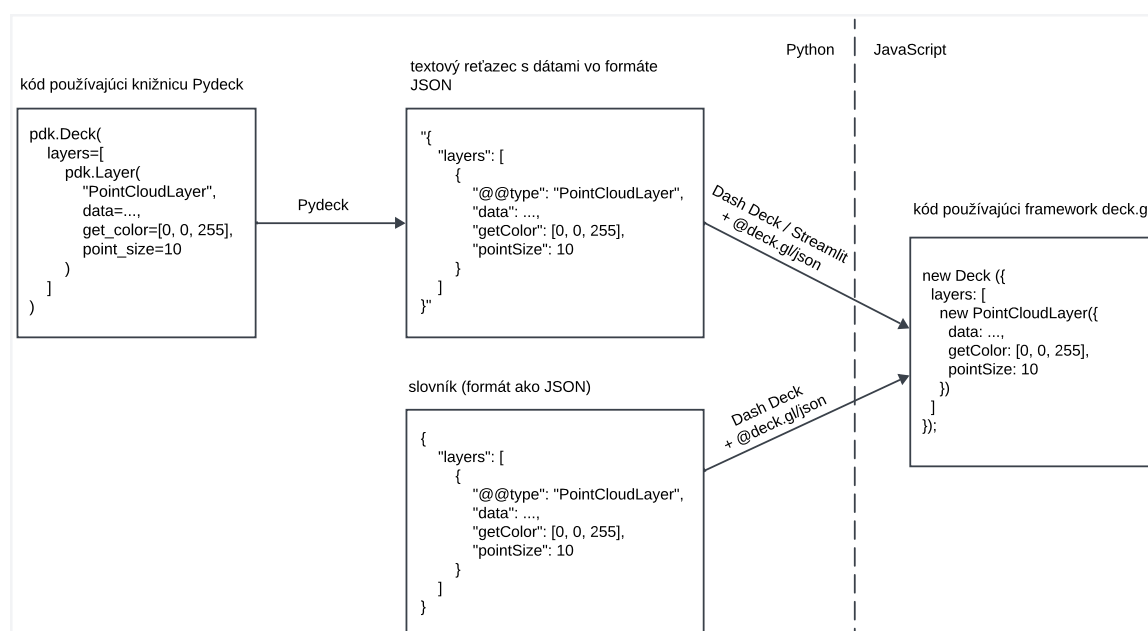 Python
JavaScript
kód používajúci knižnicu Pydeck
pdk.Deck(
layers=[
pdk.Layer(
"PointCloudLayer",
data=...,
get_color=[0, 0, 255],
point_size=10
)
]
)
Pydeck
textový reťazec s dátami vo formáte
JSON
"{
"layers": [
{
"@@type": "PointCloudLayer",
"data": ...,
"getColor": [0, 0, 255],
"pointSize": 10
}
]
}"
Dash Deck / Streamlit
+ @deck.gl/json
slovník (formát ako JSON)
{
"layers": [
{
"@@type": "PointCloudLayer",
"data": ...,
"getColor": [0, 0, 255],
"pointSize": 10
}
]
}
Dash Deck
+ @deck.gl/json
kód používajúci framework deck.g
new Deck ({
layers: [
new PointCloudLayer({
data: ...,
getColor: [0, 0, 255],
pointSize: 10
})
]
});